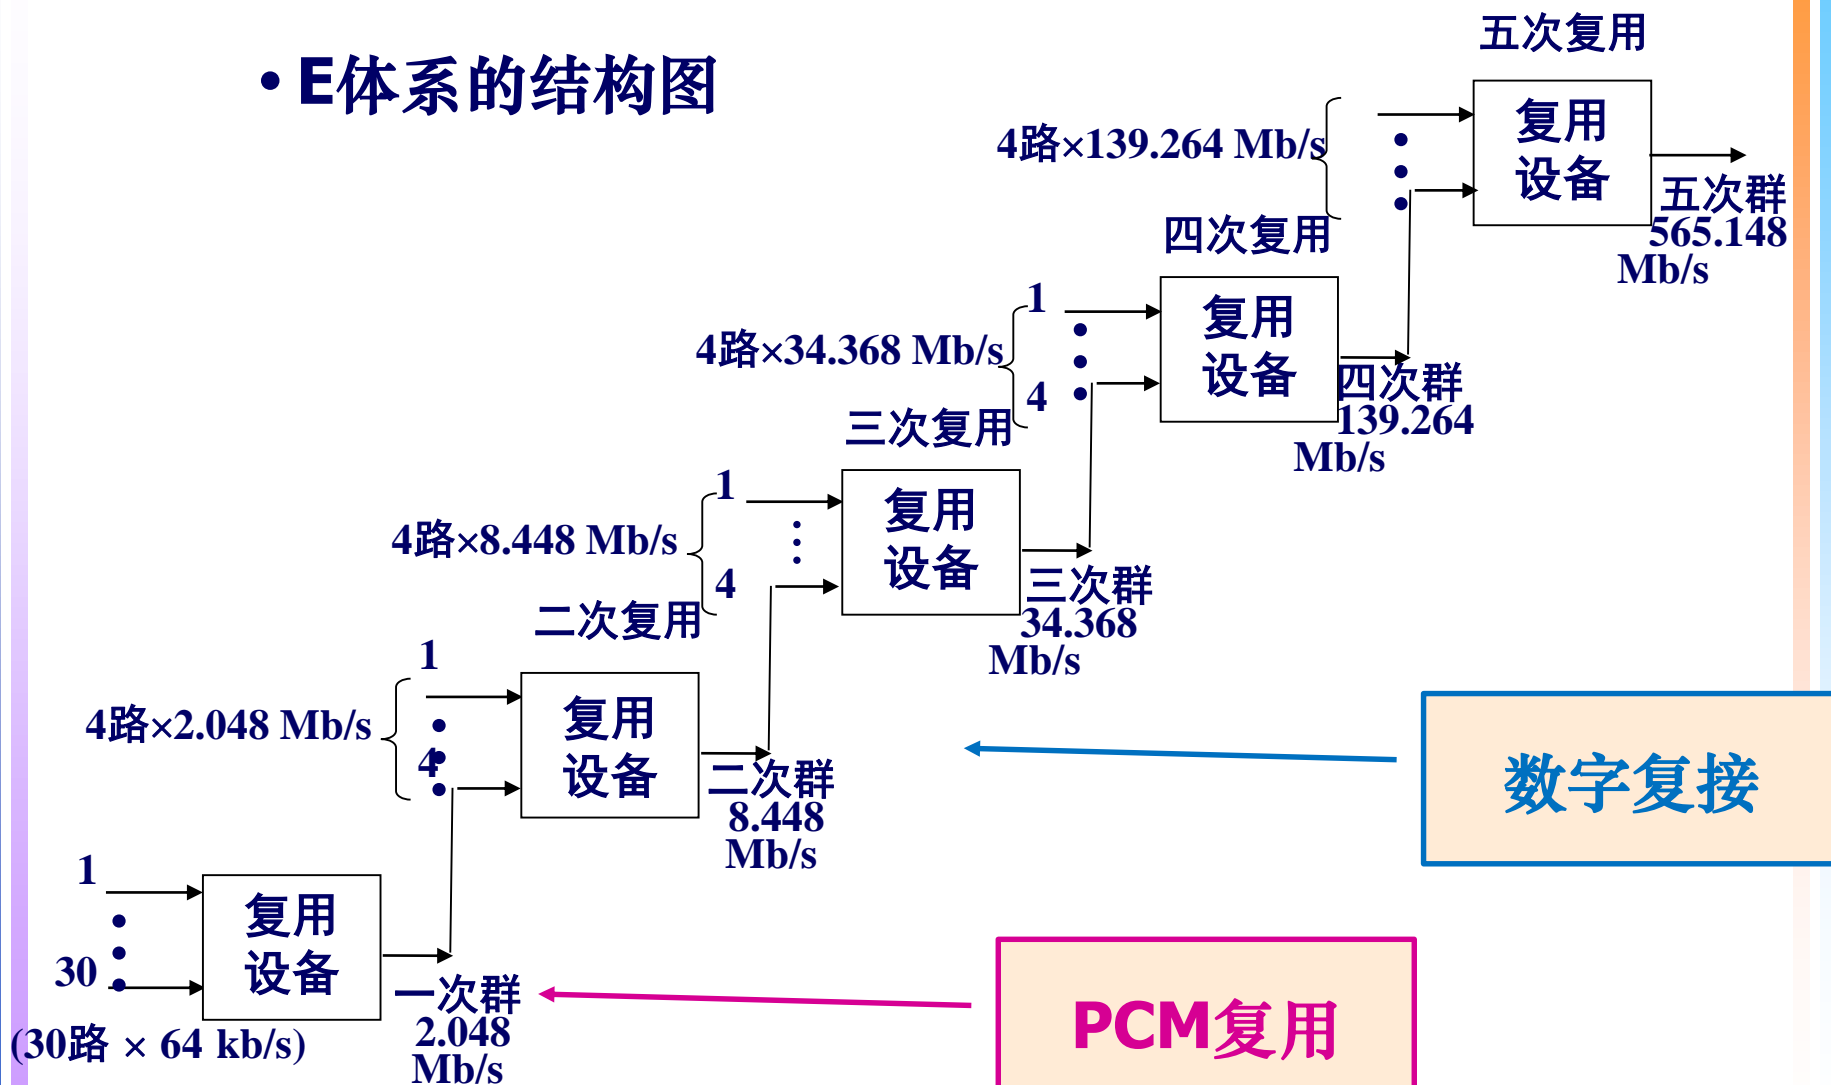 • E体系的结构图
五次复用
4路×139.264 Mb/s
复用
设备
五次群
565.148
Mb/s
四次复用
4路×34.368 Mb/s
1
4
复用
设备
四次群
139.264
Mb/s
三次复用
4路×8.448 Mb/s
1
4
复用
设备
三次群
34.368
Mb/s
二次复用
4路×2.048 Mb/s
1
4
复用
设备
二次群
8.448
Mb/s
数字复接
1
30
(30路 × 64 kb/s)
复用
设备
一次群
2.048
Mb/s
PCM复用